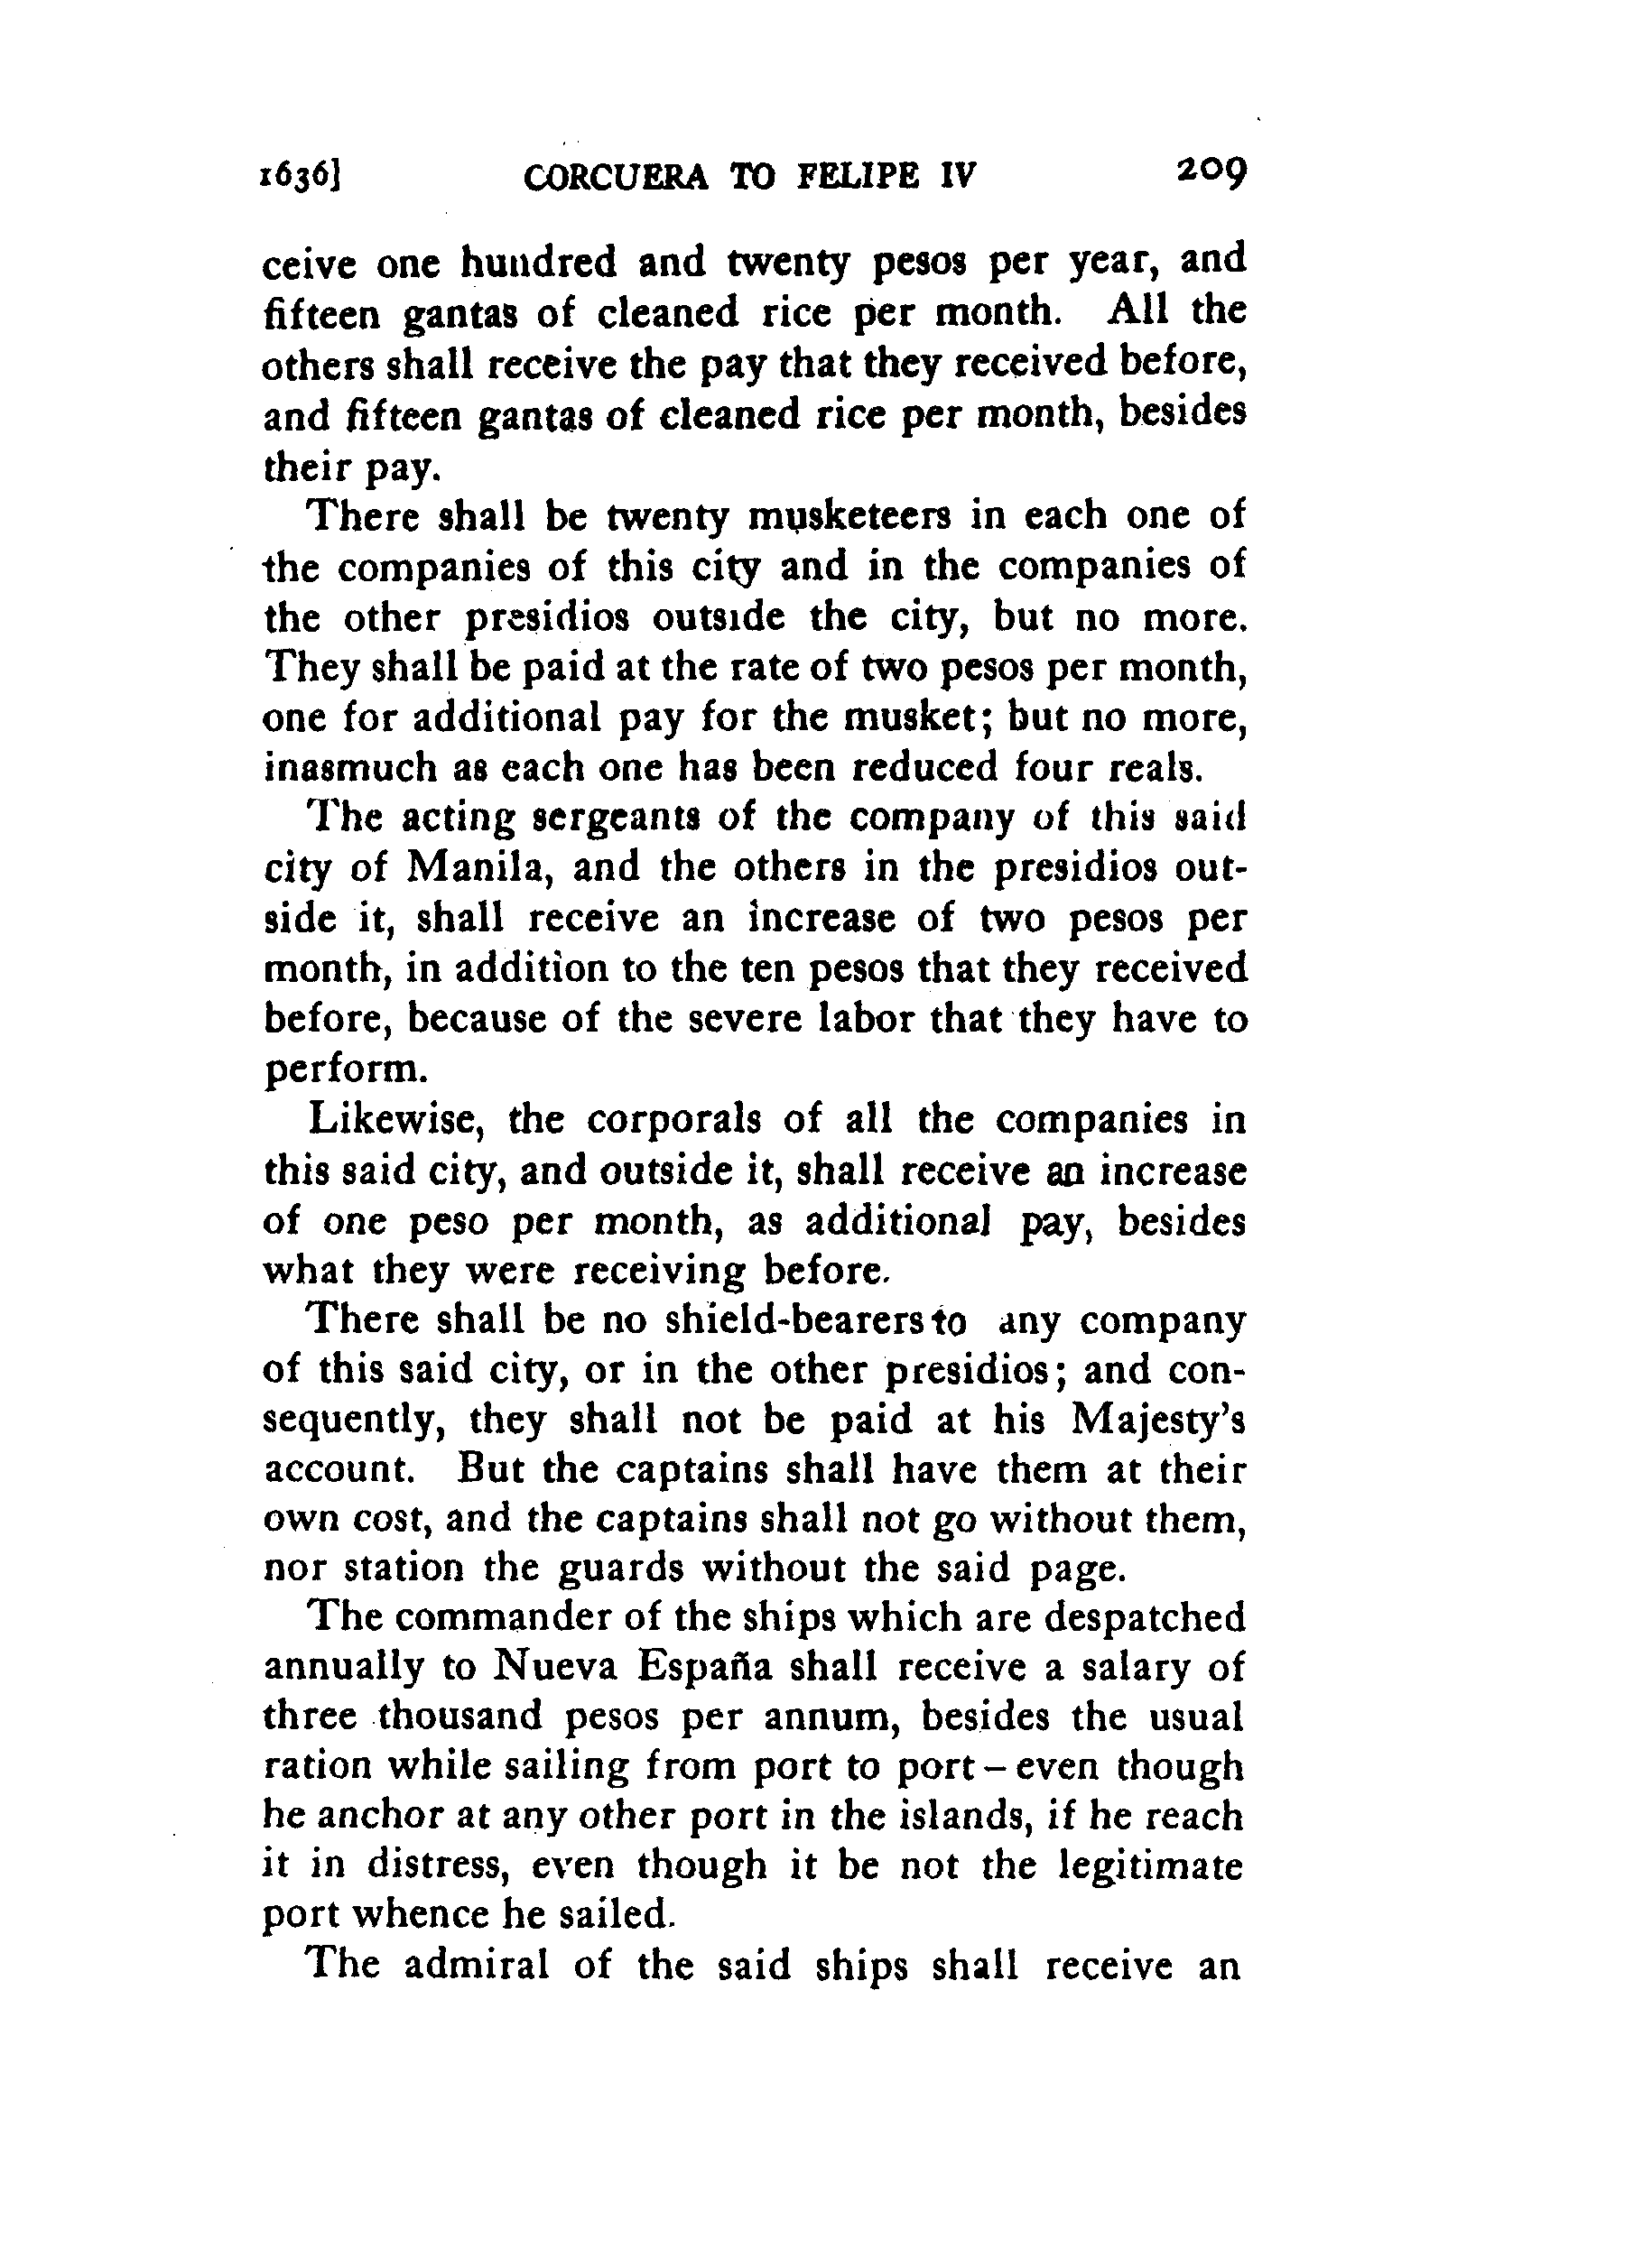 1636] CORCUERA TO FELIPE IV 209
ceive one hundred and twenty pesos per year, and
fifteen gantas of cleaned rice per month. All the
others shall receive the pay that they received before,
and fifteen gantas of cleaned rice per month, besides
their pay.
There shall be twenty musketeers in each one of
the companies of this city and in the companies of
the other presidios outside the city, but no more.
They shall be paid at the rate of two pesos per month,
one for additional pay for the musket; but no more,
inasmuch as each one has been reduced four reals.
The acting sergeants of the company of this said
city of Manila, and the others in the presidios out-
side it, shall receive an increase of two pesos per
month, in addition to the ten pesos that they received
before, because of the severe labor that they have to
perform.
Likewise, the corporals of all the companies in
this said city, and outside it, shall receive an increase
of one peso per month, as additional pay, besides
what they were receiving before.
There shall be no shield-bearers to any company
of this said city, or in the other presidios; and con-
sequently, they shall not be paid at his Majesty's
account. But the captains shall have them at their
own cost, and the captains shall not go without them,
nor station the guards without the said page.
The commander of the ships which are despatched
annually to Nueva España shall receive a salary of
three thousand pesos per annum, besides the usual
ration while sailing from port to port – even though
he anchor at any other port in the islands, if he reach
it in distress, even though it be not the legitimate
port whence he sailed.
The admiral of the said ships shall receive an